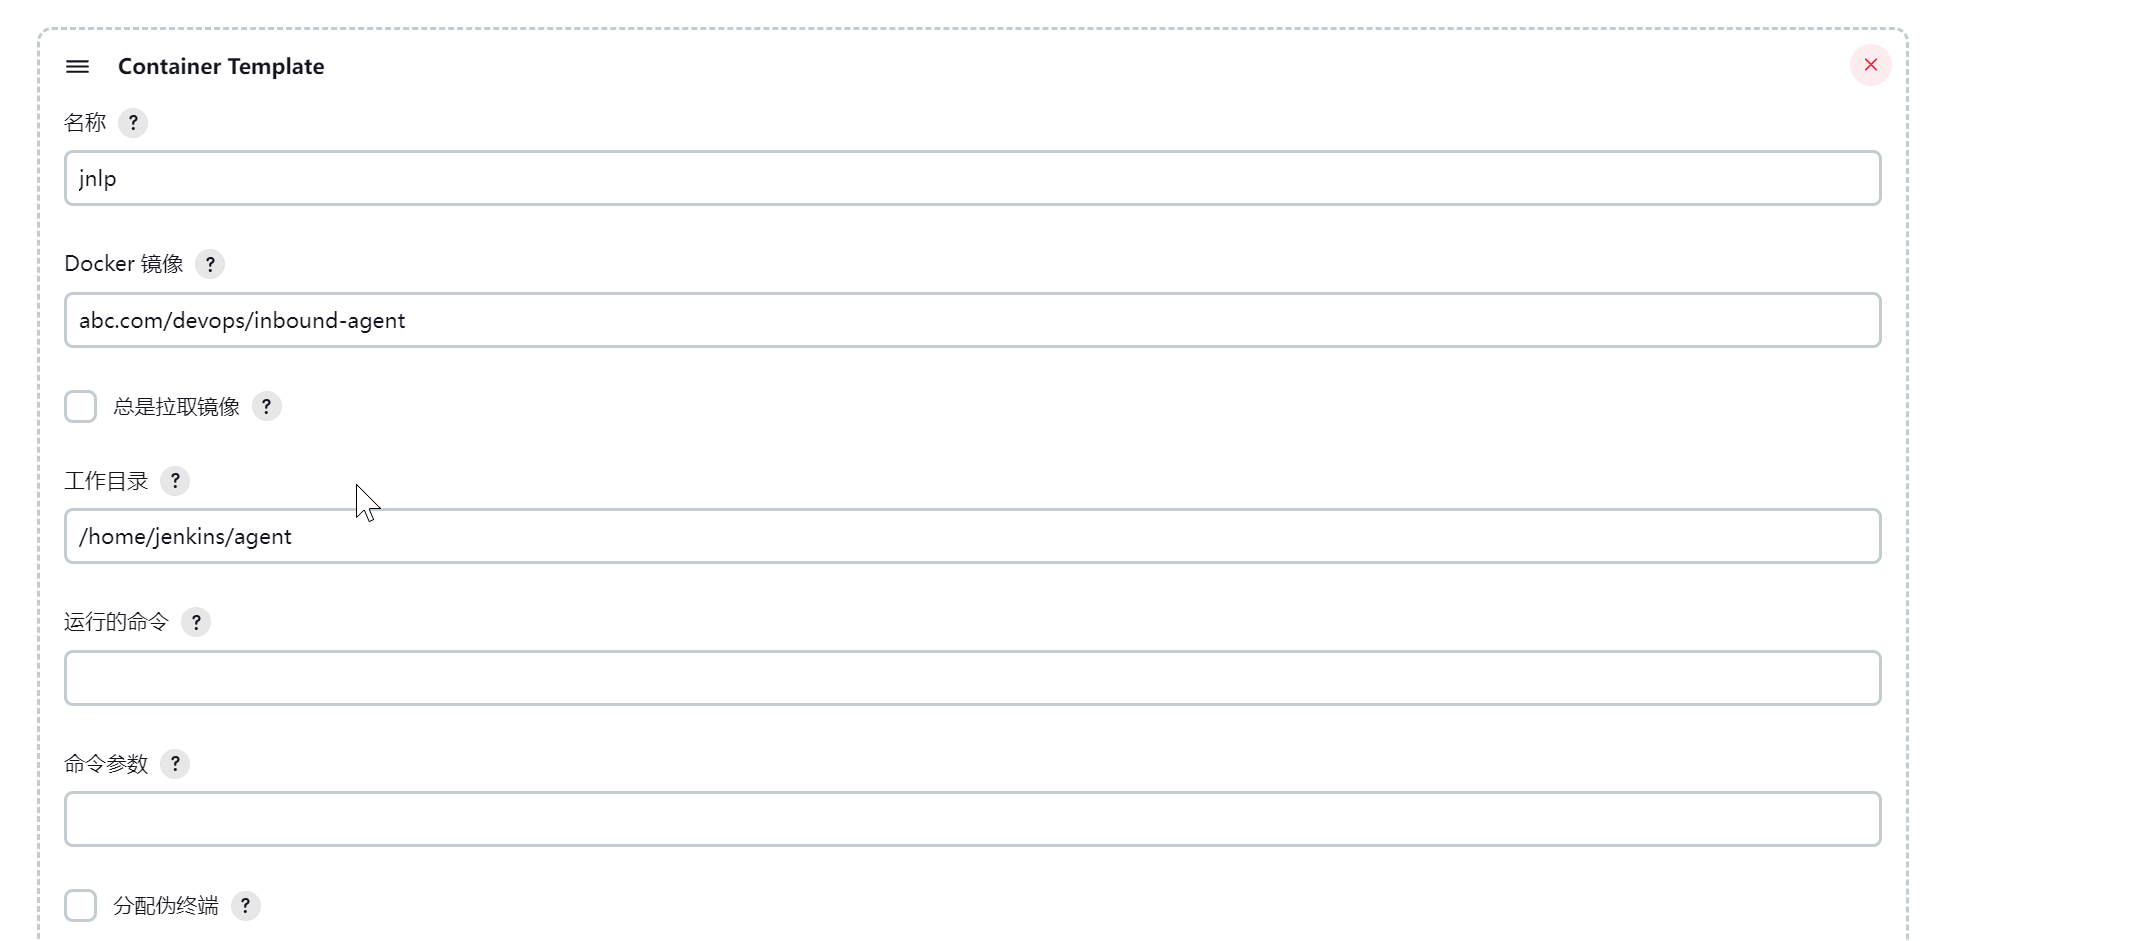 Container Template
名称 ?
jnlp
Docker 镜像 ?
abc.com/devops/inbound-agent
总是拉取镜像 ?
工作目录 ?
/home/jenkins/agent
运行的命令 ?
命令参数 ?
分配伪终端 ?